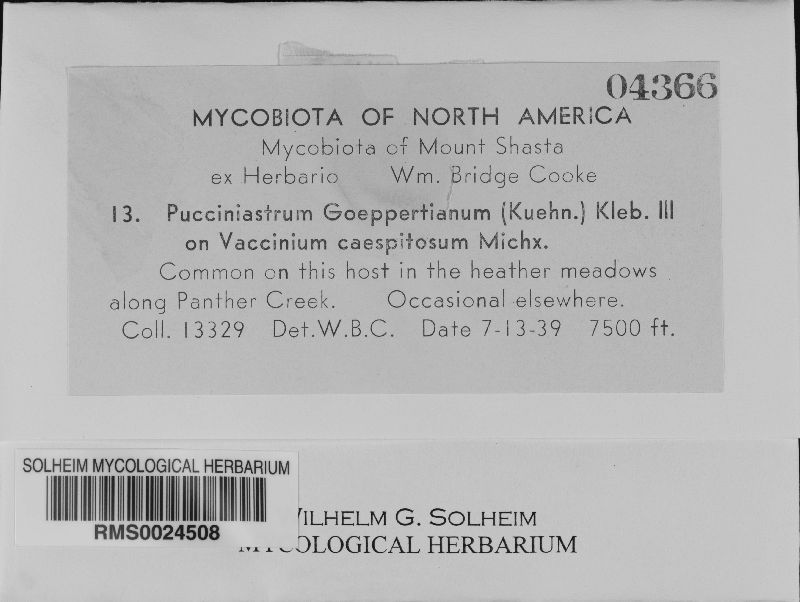 04366
MYCOBIOTA OF NORTH AMERICA
Mycobiota of Mount Shasta
ex Herbario Wm. Bridge Cooke
13. Pucciniastrum Goeppertianum (Kuehn.) Kleb. III
on Vaccinium caespitosum Michx.
Common on this host in the heather meadows
along Panther Creek. Occasional elsewhere.
Coll. 13329 Det.W.B.C. Date 7-13-39 7500 ft.
SOLHEIM MYCOLOGICAL HERBARIUM
RMS0024508
G. SOLHEIM
HERBARIUM